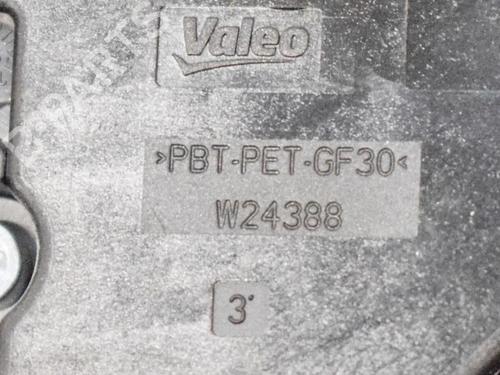 Valeo
>PBT-PET-GF30<
W24388
3